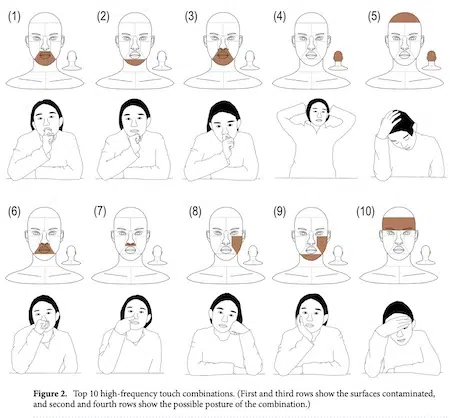 (1) (2) (3) (4) (5)
(6) (7) (8) (9) (10)
Figure 2. Top 10 high-frequency touch combinations. (First and third rows show the surfaces contaminated,
and second and fourth rows show the possible posture of the combination.)